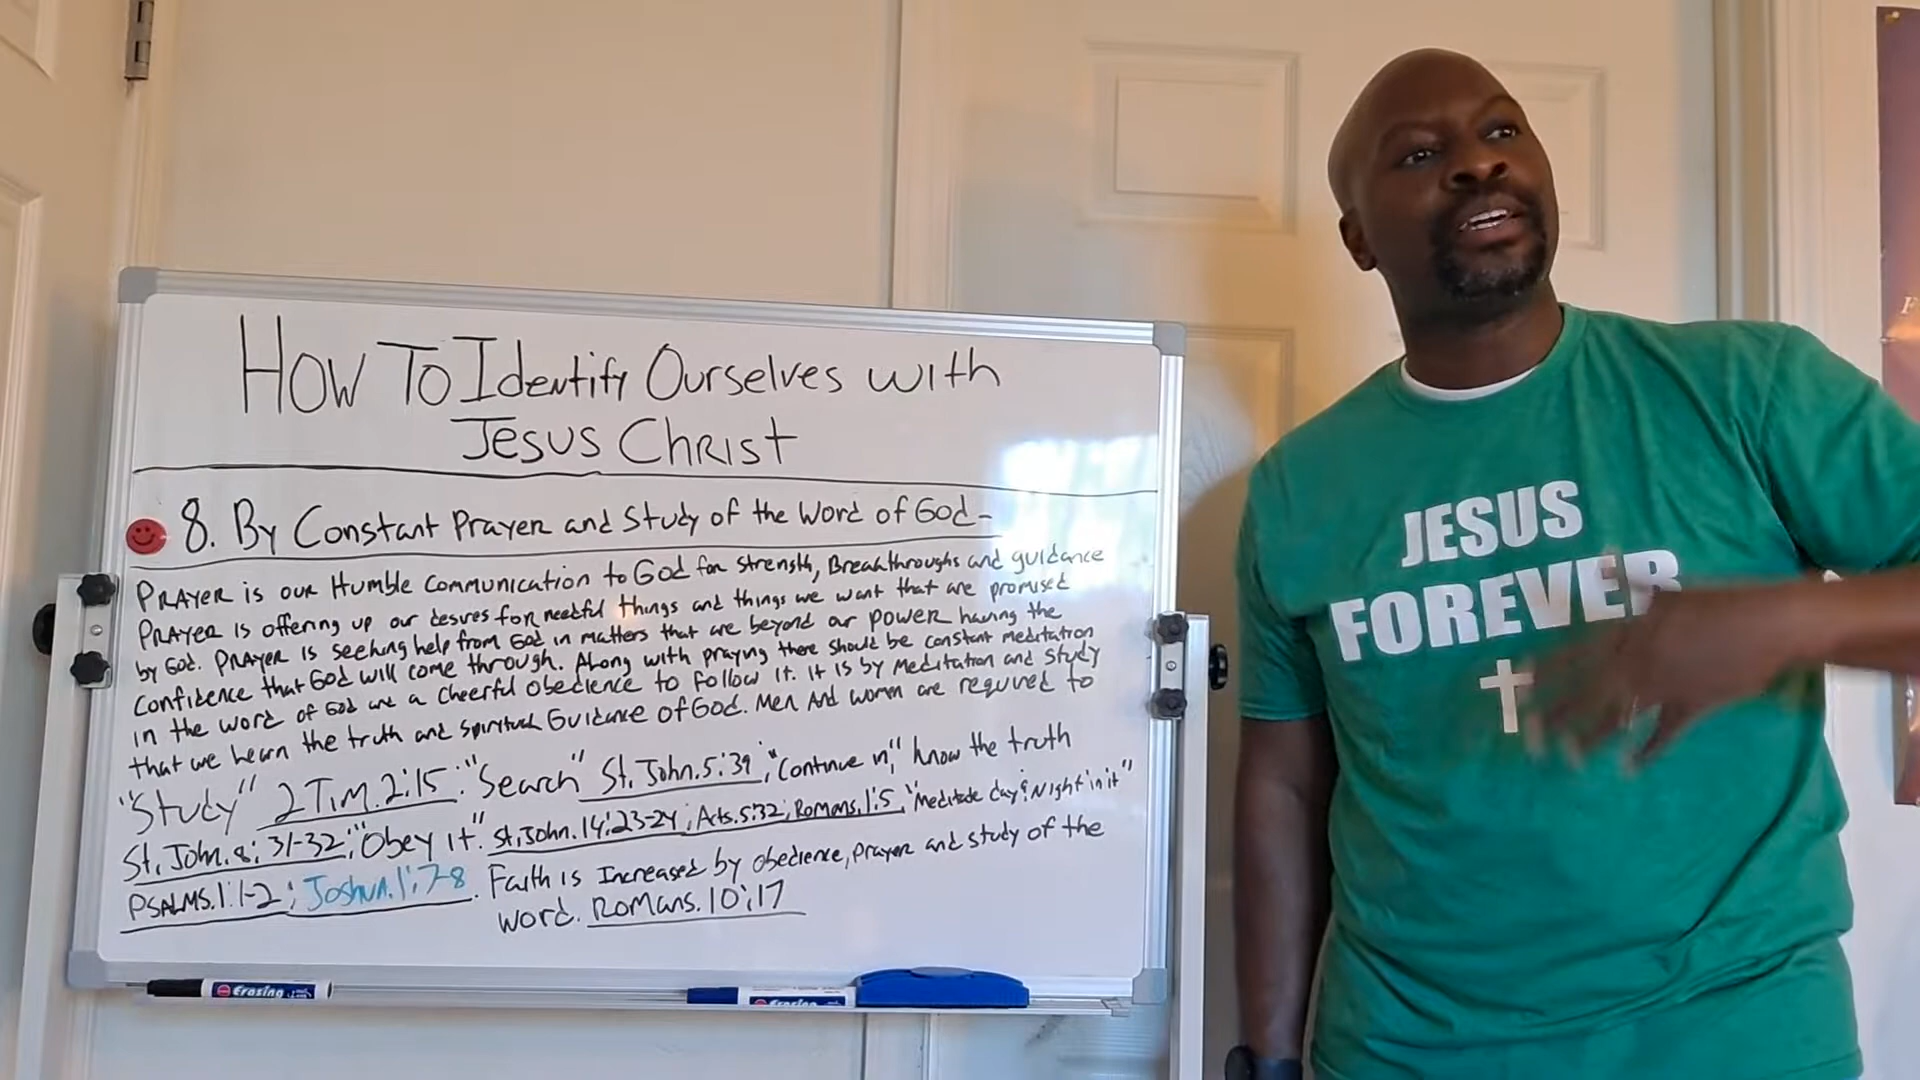 How To Identify Ourselves with
Jesus Christ
8. By Constant Prayer and Study of the Word of God-
Prayer is our Humble Communication to God for strength, Breakthroughs and guidance
Prayer is offering up our desires for needful things and things we want that are promised
by God. Prayer is seeking help from God in matters that are beyond our power having the
confidence that God will come through. Along with praying there should be constant meditation
in the word of God and a cheerful obedience to follow it. It is by meditation and study
that we learn the truth and spiritual Guidance of God. Men And women are required to
"Study" 2 Tim. 2:15: "Search" St. John. 5:39; "Continue in" know the truth
St. John. 8:31-32; "Obey it" St. John. 14:23-24; Acts. 5:32; Romans. 1:5, "Meditate day & Night in it"
Psalms. 1:1-2; Joshua. 1:7-8. Faith is Increased by obedience, prayer and study of the
word. Romans. 10:17
Erasing
Erasing
JESUS
FOREVER